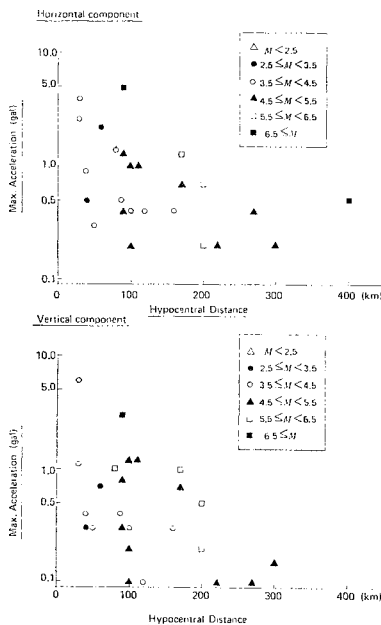 Horizontal component
Max. Acceleration (gal)
10.0
5.0
1.0
0.5
0.1
△ M<2.5
● 2.5≤M<3.5
○ 3.5≤M<4.5
▲ 4.5≤M<5.5
□ 5.5≤M<6.5
■ 6.5≤M
0 100 200 300 400 (km)
Hypocentral Distance
Vertical component
Max. Acceleration (gal)
10.0
5.0
1.0
0.5
0.1
△ M<2.5
● 2.5≤M<3.5
○ 3.5≤M<4.5
▲ 4.5≤M<5.5
□ 5.5≤M<6.5
■ 6.5≤M
0 100 200 300 400 (km)
Hypocentral Distance